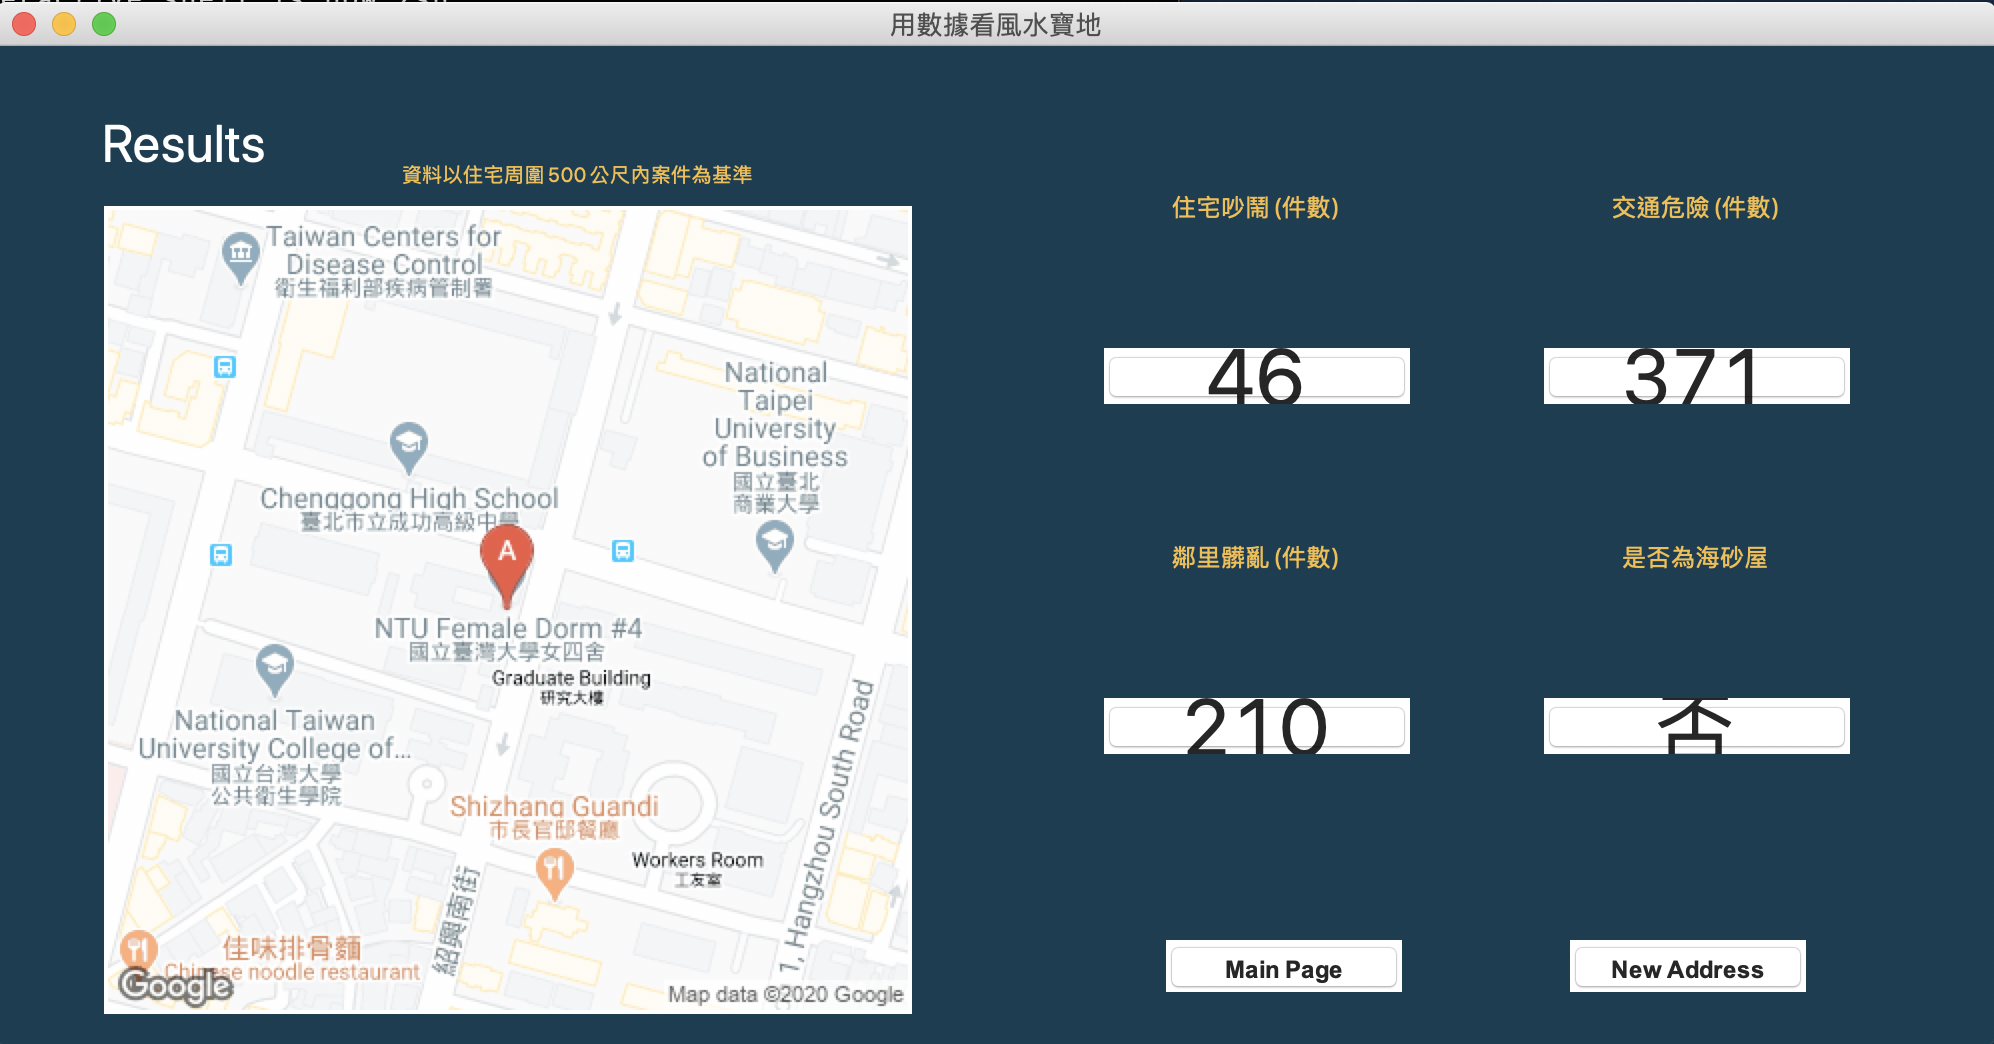 用數據看風水寶地
Results
資料以住宅周圍 500 公尺內案件為基準
Taiwan Centers for
Disease Control
衛生福利部疾病管制署
National
Taipei
University
of Business
國立臺北
商業大學
Chenggong High School
臺北市立成功高級中學
A
NTU Female Dorm #4
國立臺灣大學女四舍
Graduate Building
研究大樓
National Taiwan
University College of...
國立台灣大學
公共衛生學院
Shizhang Guandi
市長官邸餐廳
Workers Room
工友室
1, Hangzhou South Road
紹興南街
佳味排骨麵
Chinese noodle restaurant
Google
Map data ©2020 Google
住宅吵鬧 (件數)
交通危險 (件數)
46
371
鄰里髒亂 (件數)
是否為海砂屋
210
否
Main Page
New Address